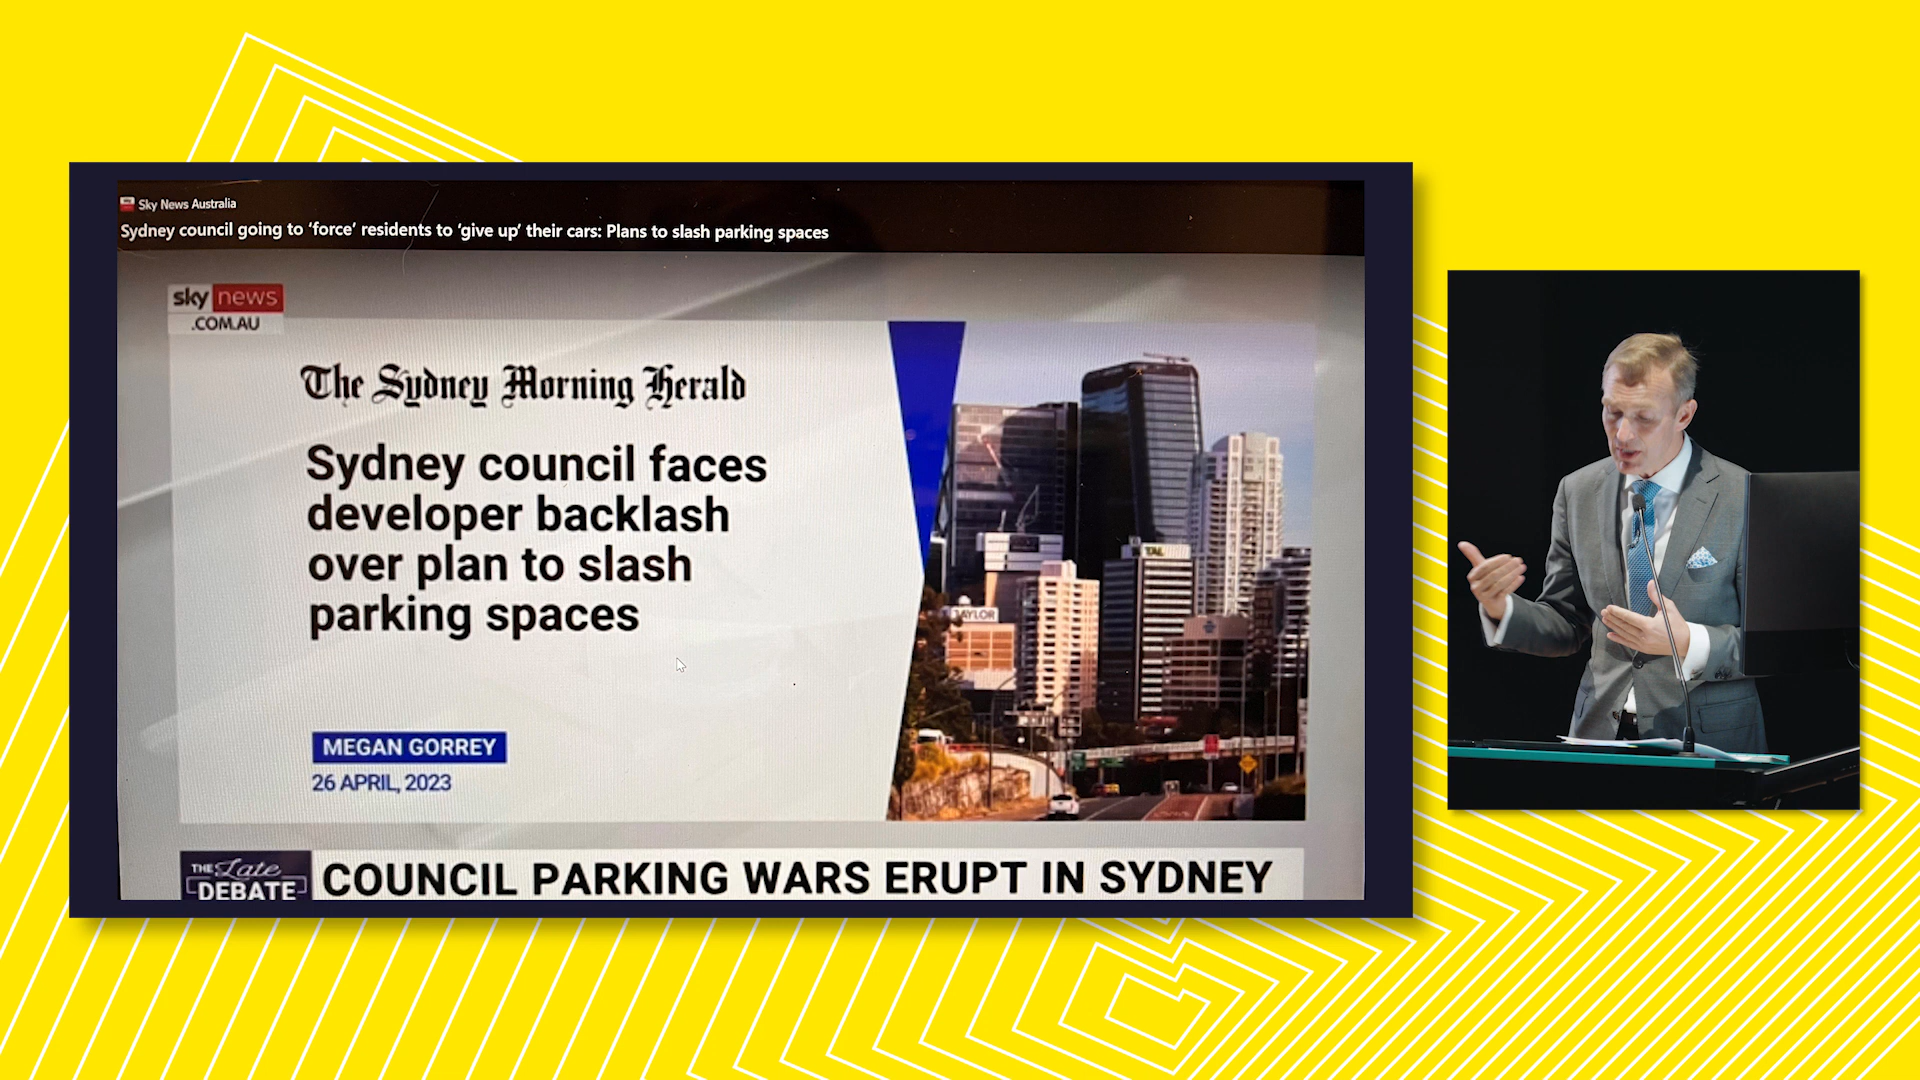 Sky News Australia
Sydney council going to ‘force’ residents to ‘give up’ their cars: Plans to slash parking spaces
sky news
.COM.AU
The Sydney Morning Herald
Sydney council faces
developer backlash
over plan to slash
parking spaces
TAL
TAYLOR
MEGAN GORREY
26 APRIL, 2023
THE Late
DEBATE
COUNCIL PARKING WARS ERUPT IN SYDNEY